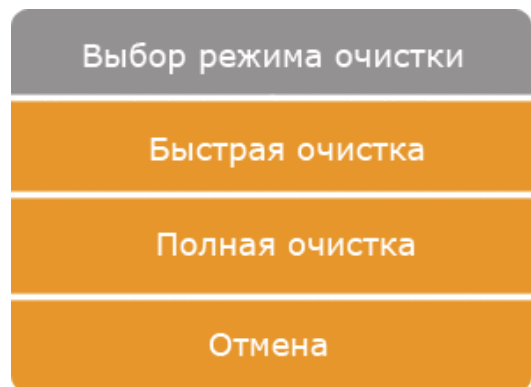 Выбор режима очистки
Быстрая очистка
Полная очистка
Отмена